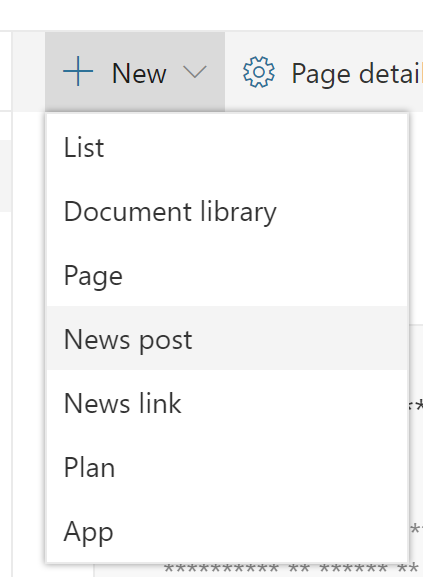 New
Page detai
List
Document library
Page
News post
News link
Plan
App
********** ** ****** **